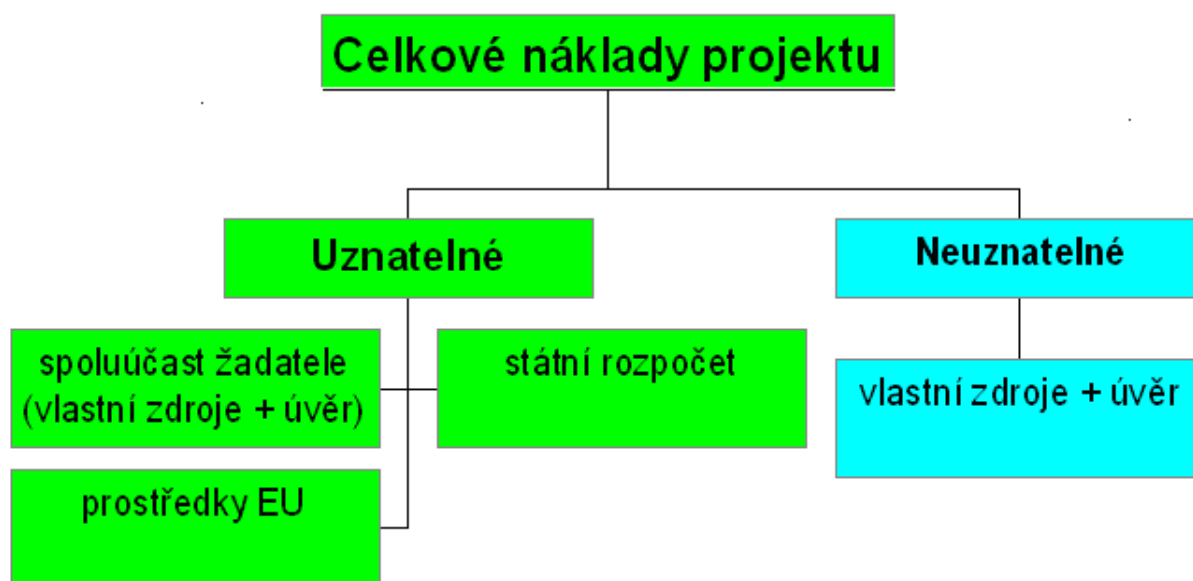 Celkové náklady projektu
Uznatelné
Neuznatelné
spoluúčast žadatele
(vlastní zdroje + úvěr)
státní rozpočet
vlastní zdroje + úvěr
prostředky EU